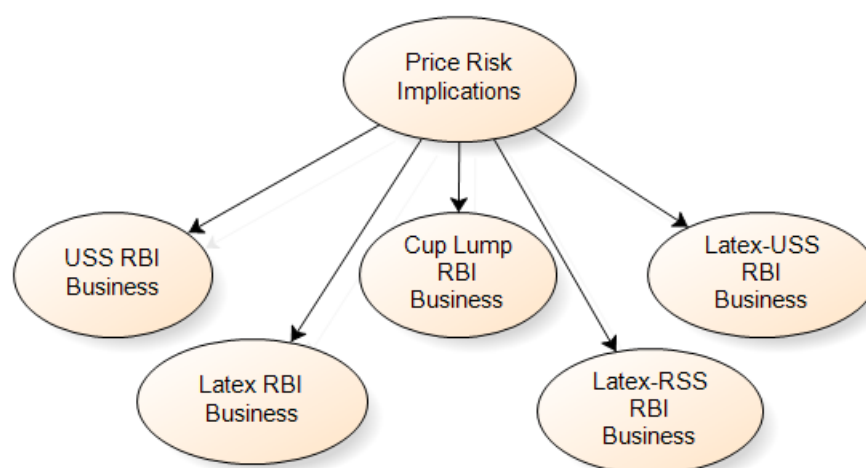 Price Risk
Implications
USS RBI
Business
Cup Lump
RBI
Business
Latex-USS
RBI
Business
Latex RBI
Business
Latex-RSS
RBI
Business